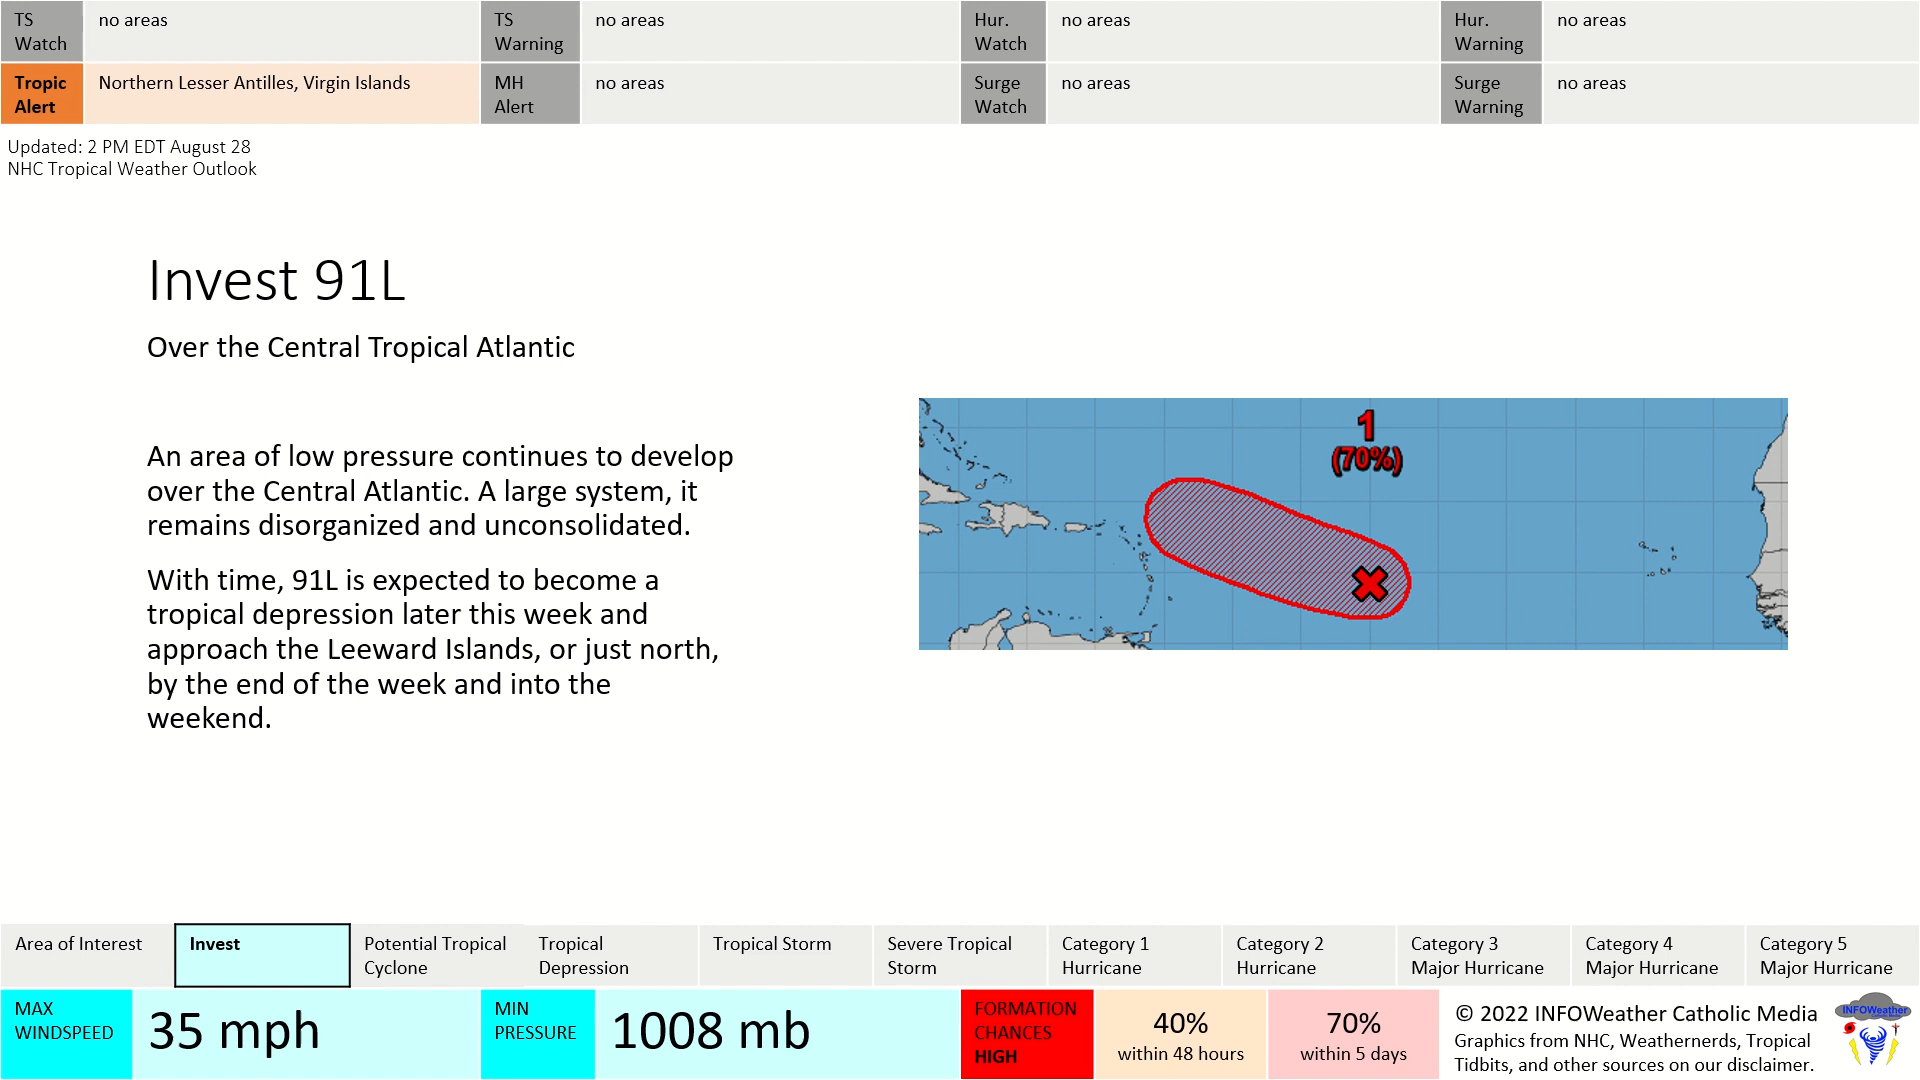 TS
Watch
no areas
TS
Warning
no areas
Hur.
Watch
no areas
Hur.
Warning
no areas
Tropic
Alert
Northern Lesser Antilles, Virgin Islands
MH
Alert
no areas
Surge
Watch
no areas
Surge
Warning
no areas
Updated: 2 PM EDT August 28
NHC Tropical Weather Outlook
Invest 91L
Over the Central Tropical Atlantic
An area of low pressure continues to develop
over the Central Atlantic. A large system, it
remains disorganized and unconsolidated.
With time, 91L is expected to become a
tropical depression later this week and
approach the Leeward Islands, or just north,
by the end of the week and into the
weekend.
1
(70%)
Area of Interest
Invest
Potential Tropical
Cyclone
Tropical
Depression
Tropical Storm
Severe Tropical
Storm
Category 1
Hurricane
Category 2
Hurricane
Category 3
Major Hurricane
Category 4
Major Hurricane
Category 5
Major Hurricane
MAX
WINDSPEED
35 mph
MIN
PRESSURE
1008 mb
FORMATION
CHANCES
HIGH
40%
within 48 hours
70%
within 5 days
© 2022 INFOWeather Catholic Media
Graphics from NHC, Weathernerds, Tropical
Tidbits, and other sources on our disclaimer.
INFOWeather